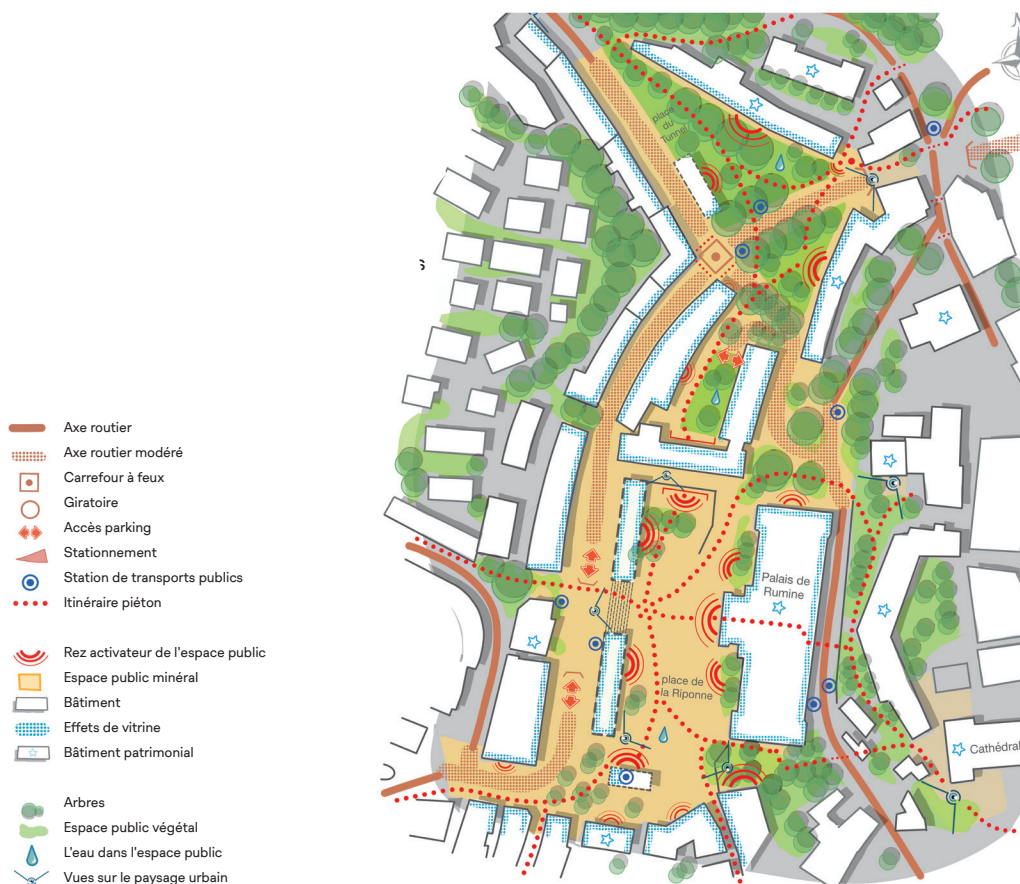 N
place
du
Tunnel
s
Axe routier
Axe routier modéré
Carrefour à feux
Giratoire
Accès parking
Stationnement
Station de transports publics
Itinéraire piéton
Rez activateur de l'espace public
Espace public minéral
Bâtiment
Effets de vitrine
Bâtiment patrimonial
Arbres
Espace public végétal
L'eau dans l'espace public
Vues sur le paysage urbain
Palais de
Rumine
place de
la Riponne
Cathédral